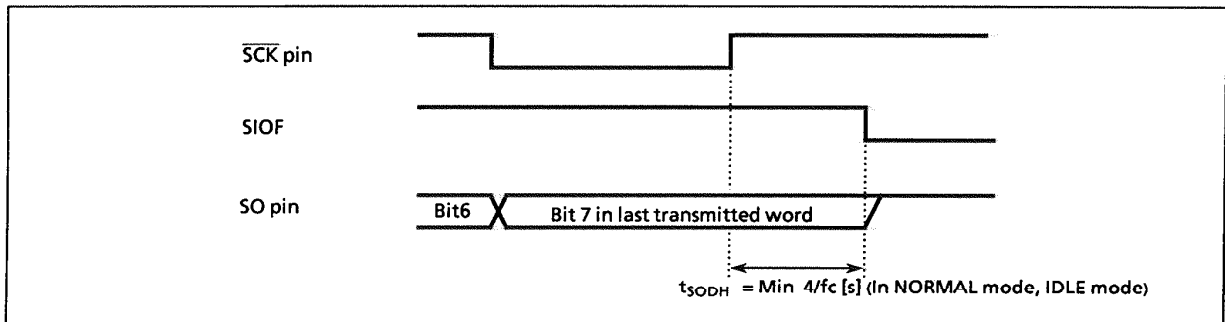 S̅C̅K̅ pin
SIOF
SO pin
Bit6
Bit 7 in last transmitted word
tSODH = Min 4/fc [s] (In NORMAL mode, IDLE mode)